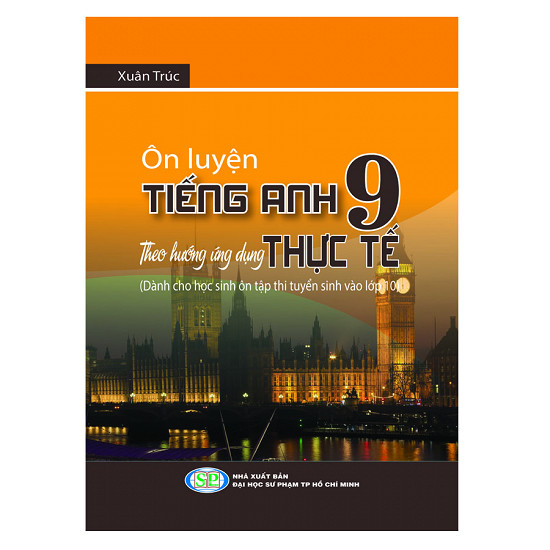 Xuân Trúc
Ôn luyện
TIẾNG ANH 9
Theo hướng ứng dụng THỰC TẾ
(Dành cho học sinh ôn tập thi tuyển sinh vào lớp 10)
SP
NHÀ XUẤT BẢN
ĐẠI HỌC SƯ PHẠM TP HỒ CHÍ MINH